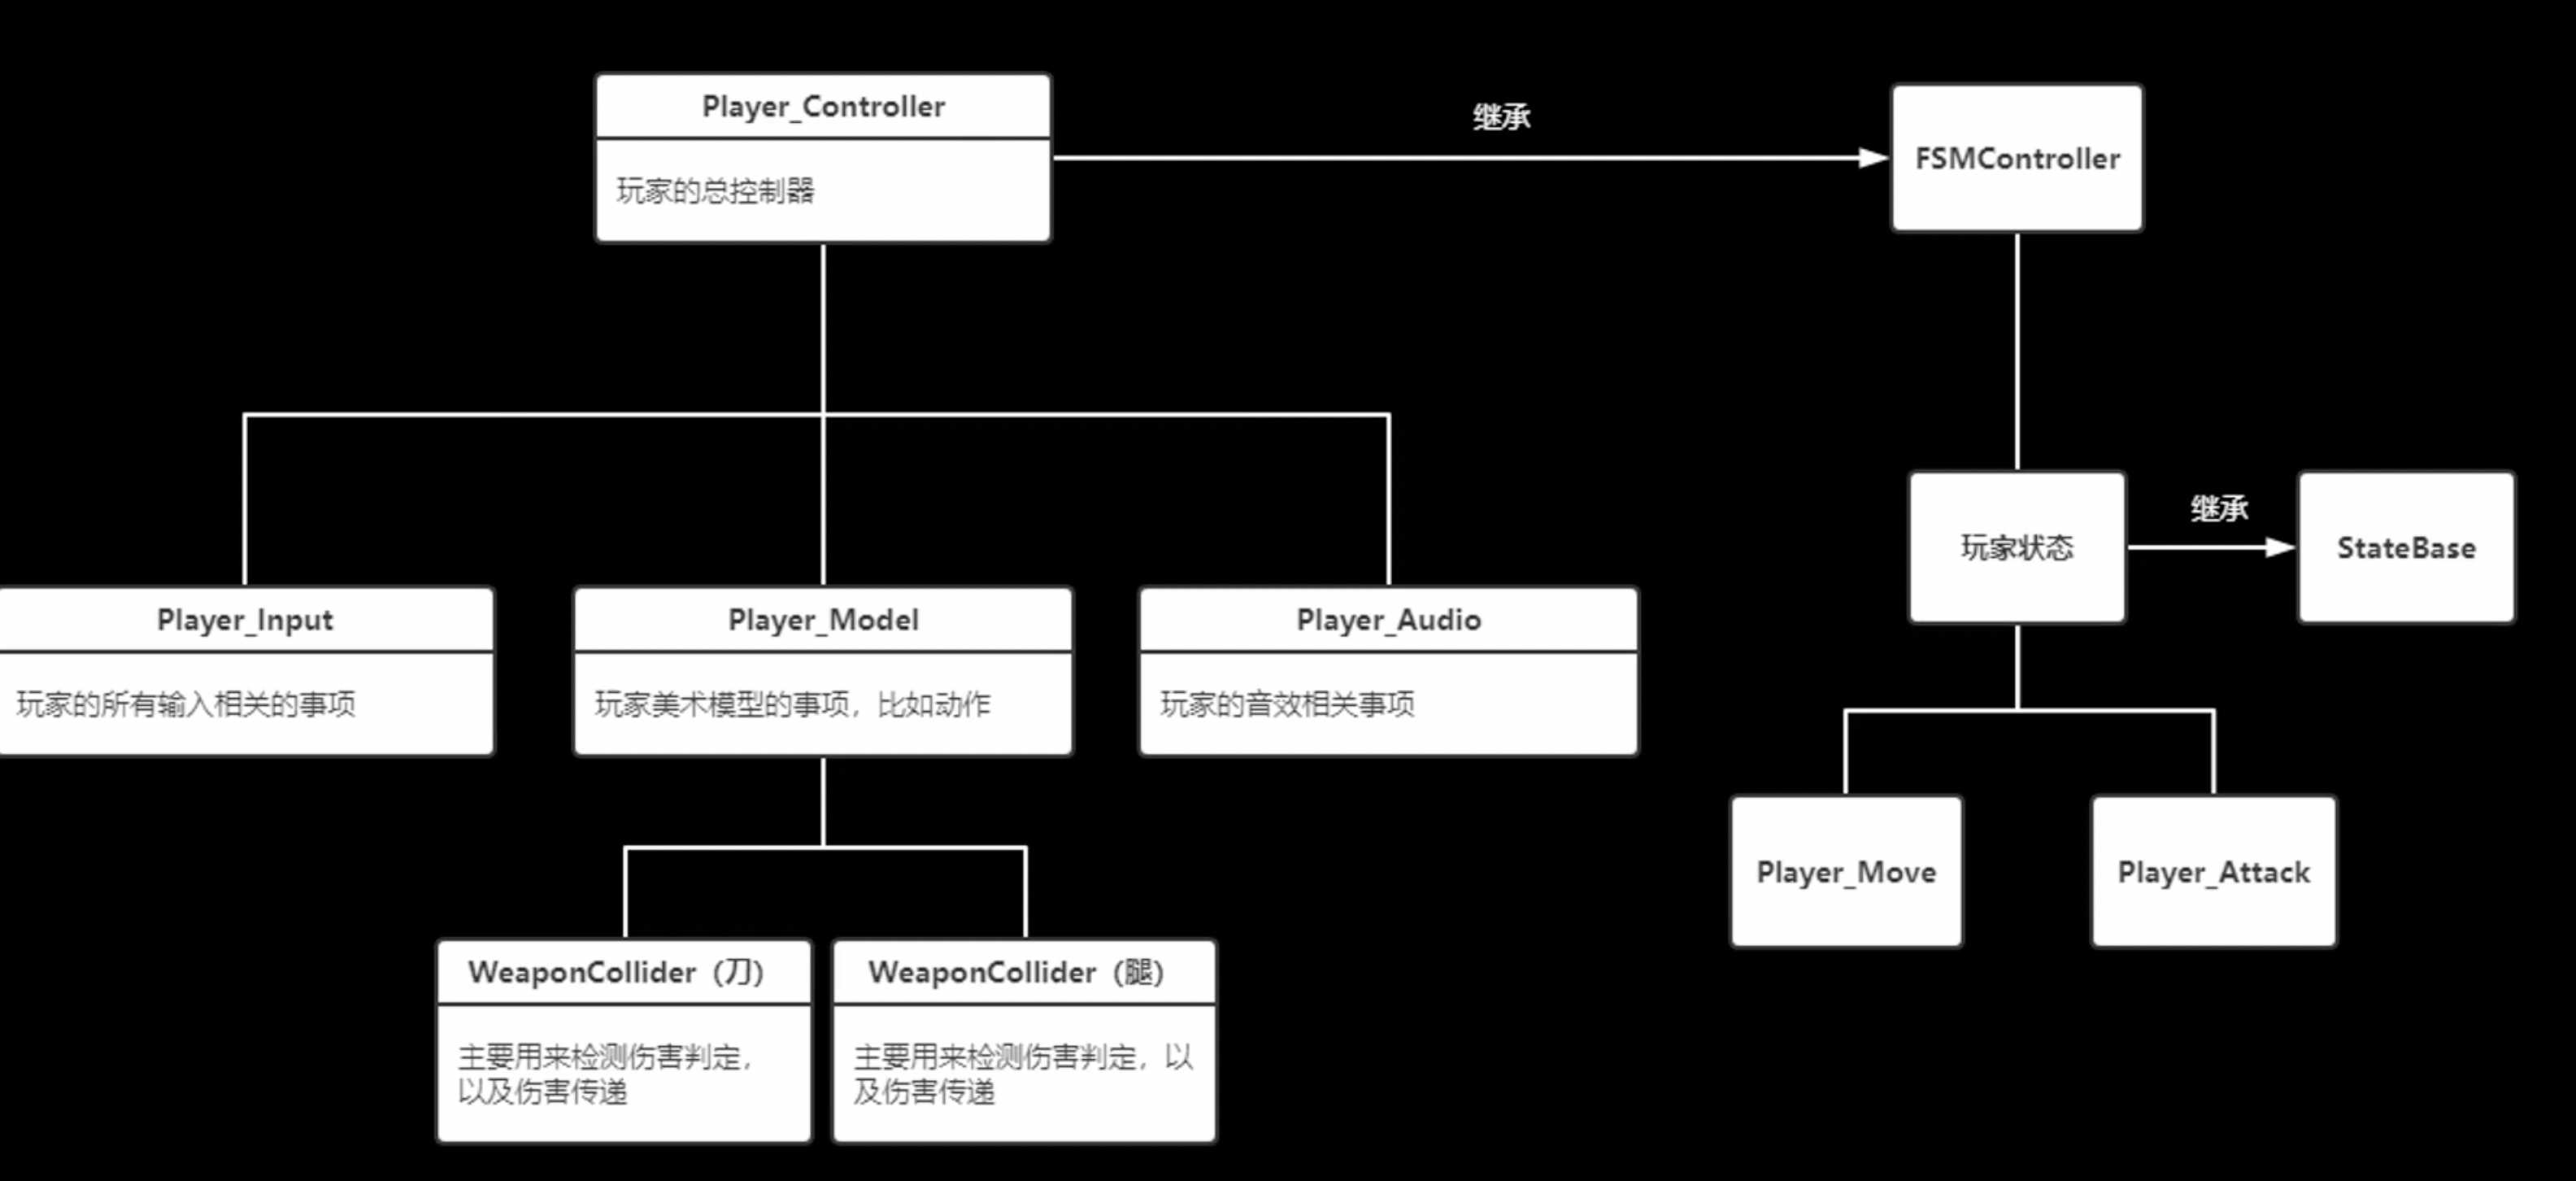 Player_Controller
玩家的总控制器
继承
FSMController
Player_Input
玩家的所有输入相关的事项
Player_Model
玩家美术模型的事项，比如动作
Player_Audio
玩家的音效相关事项
玩家状态
继承
StateBase
Player_Move
Player_Attack
WeaponCollider（刀）
主要用来检测伤害判定，
以及伤害传递
WeaponCollider（腿）
主要用来检测伤害判定，以
及伤害传递